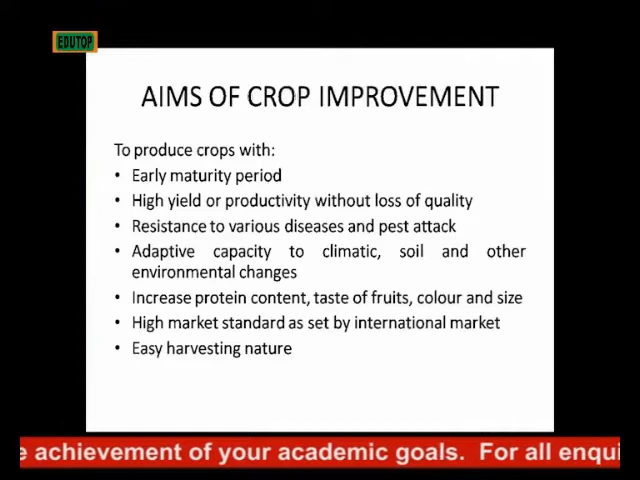 EDUTOP
AIMS OF CROP IMPROVEMENT
To produce crops with:
• Early maturity period
• High yield or productivity without loss of quality
• Resistance to various diseases and pest attack
• Adaptive capacity to climatic, soil and other
environmental changes
• Increase protein content, taste of fruits, colour and size
• High market standard as set by international market
• Easy harvesting nature
achievement of your academic goals. For all